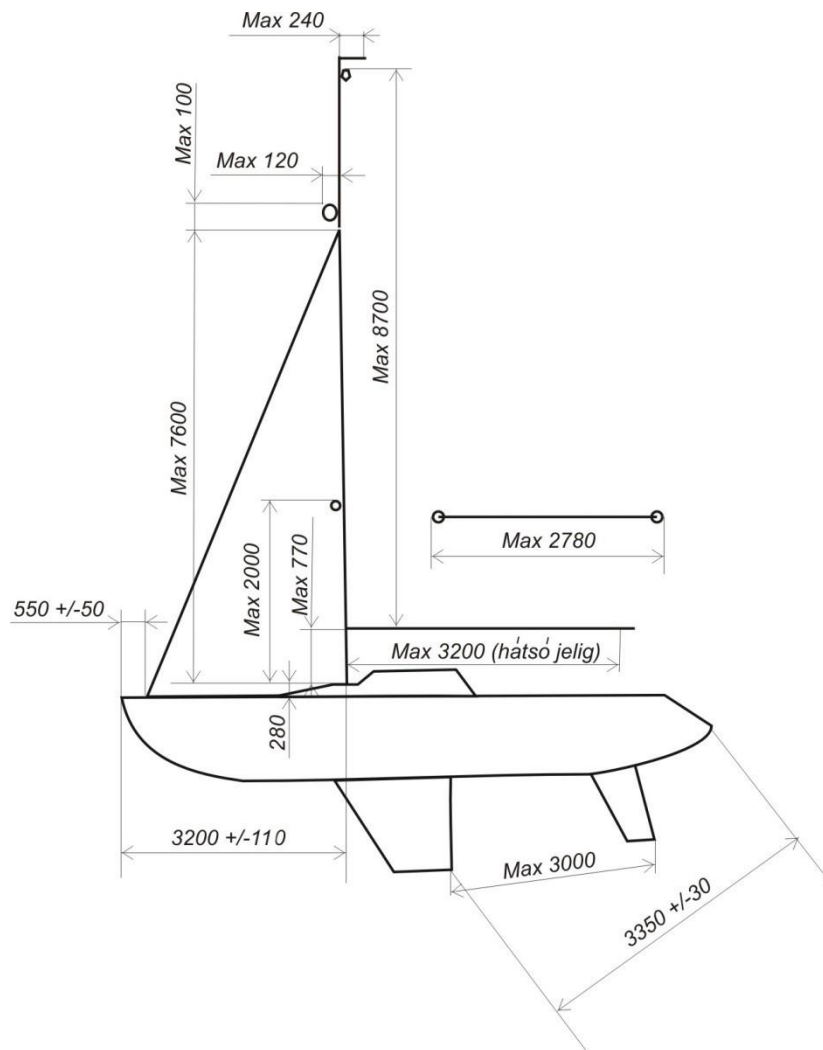 Max 240
Max 100
Max 120
Max 8700
Max 7600
Max 2000
Max 770
Max 2780
550 +/-50
Max 3200 (hátsó jelig)
280
3200 +/-110
Max 3000
3350 +/-30